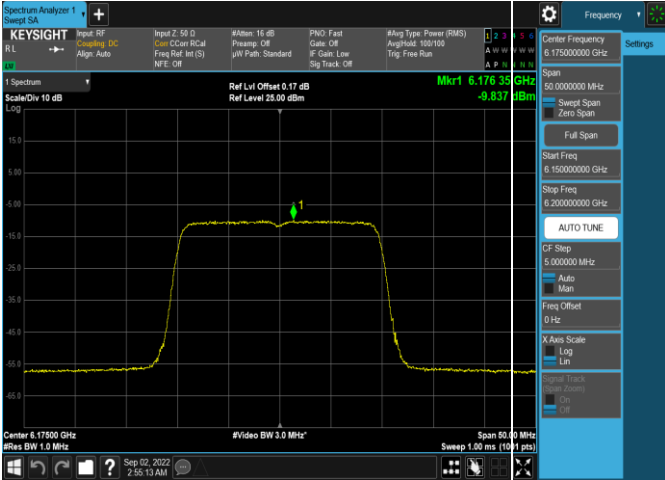 Spectrum Analyzer 1
Swept SA
+
Frequency
KEYSIGHT
RL
Input: RF
Coupling: DC
Align: Auto
Input Z: 50 Ω
Corr CCorr RCal
Freq Ref: Int (S)
NFE: Off
#Atten: 16 dB
Preamp: Off
µW Path: Standard
PNO: Fast
Gate: Off
IF Gain: Low
Sig Track: Off
#Avg Type: Power (RMS)
Avg|Hold: 100/100
Trig: Free Run
1 2 3 4 5 6
A W W W W W
A P N N N N
Center Frequency
6.175000000 GHz
Settings
Span
50.0000000 MHz
Swept Span
Zero Span
Full Span
Start Freq
6.150000000 GHz
Stop Freq
6.200000000 GHz
AUTO TUNE
CF Step
5.000000 MHz
Auto
Man
Freq Offset
0 Hz
X Axis Scale
Log
Lin
Signal Track
(Span Zoom)
On
Off
1 Spectrum
Scale/Div 10 dB
Log
Ref Lvl Offset 0.17 dB
Ref Level 25.00 dBm
Mkr1 6.176 35 GHz
-9.837 dBm
15.0
5.00
-5.00
-15.0
-25.0
-35.0
-45.0
-55.0
-65.0
1
Center 6.17500 GHz
#Res BW 1.0 MHz
#Video BW 3.0 MHz*
Span 50.00 MHz
Sweep 1.00 ms (1001 pts)
?
Sep 02, 2022
2:55:13 AM